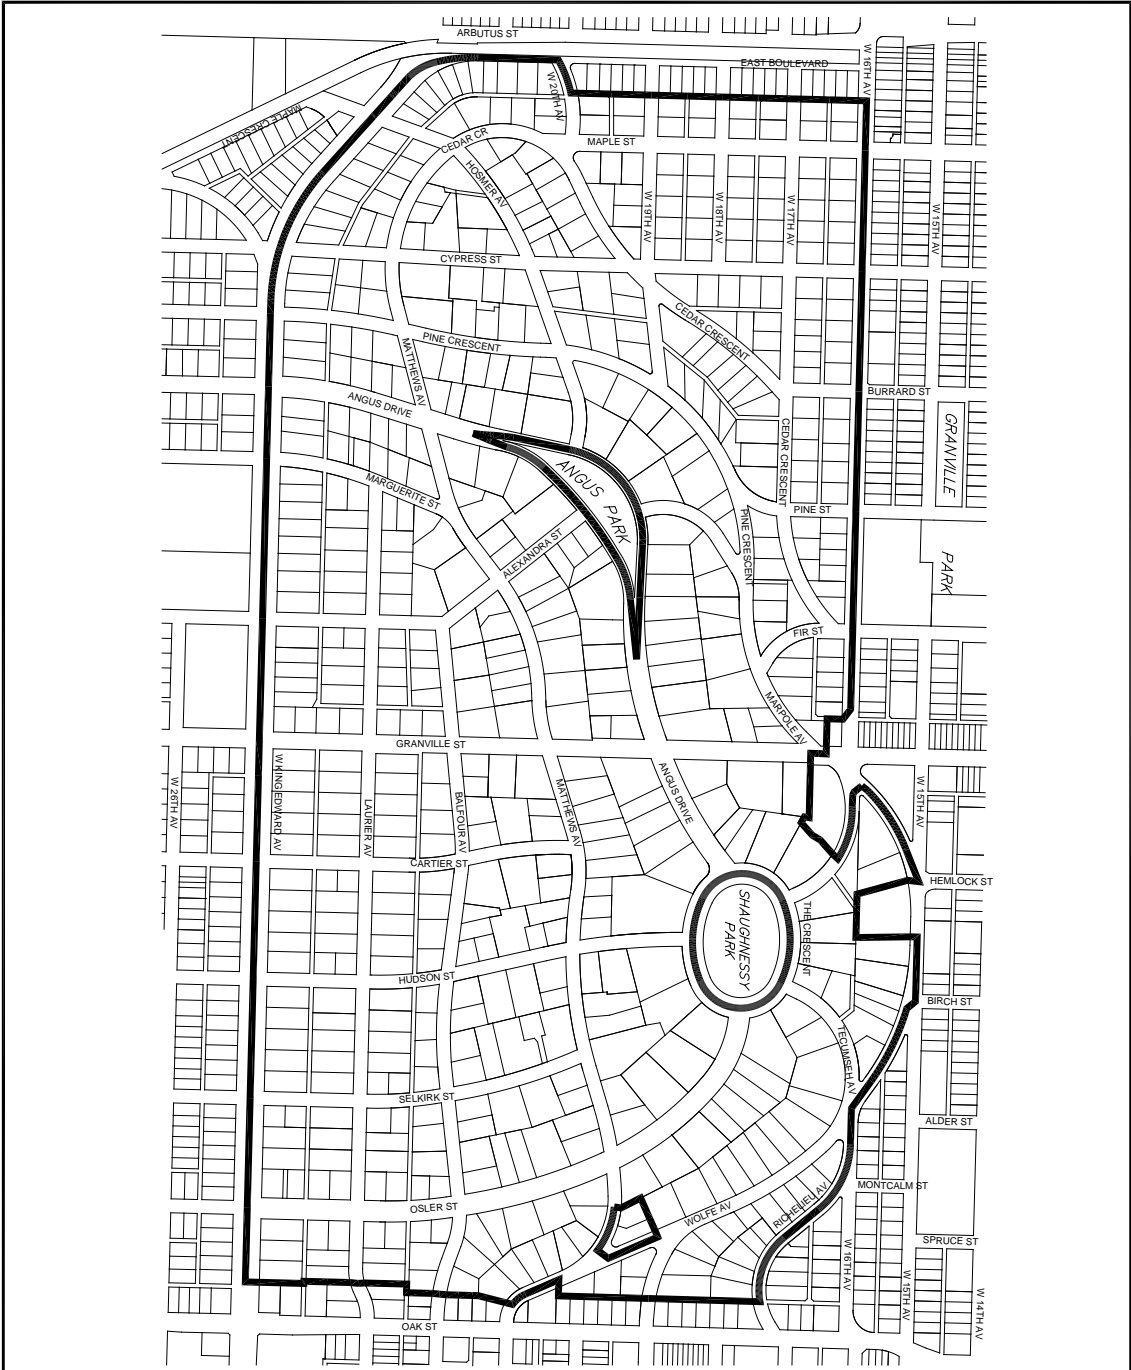 ARBUTUS ST
EAST BOULEVARD
W 16TH AV
W 20TH AV
MAPLE CRESCENT
CEDAR CR
MAPLE ST
HOSMER AV
W 19TH AV
W 18TH AV
W 17TH AV
W 15TH AV
CYPRESS ST
CEDAR CRESCENT
PINE CRESCENT
MATTHEWS AV
BURRARD ST
ANGUS DRIVE
CEDAR CRESCENT
GRANVILLE
PARK
ANGUS PARK
MARGUERITE ST
PINE ST
PINE CRESCENT
ALEXANDRA ST
FIR ST
MARPOLE AV
GRANVILLE ST
W 26TH AV
W KING EDWARD AV
LAURIER AV
BALFOUR AV
MATTHEWS AV
ANGUS DRIVE
W 15TH AV
CARTIER ST
HEMLOCK ST
SHAUGHNESSY
PARK
THE CRESCENT
HUDSON ST
BIRCH ST
TECUMSEH AV
SELKIRK ST
ALDER ST
MONTCALM ST
OSLER ST
WOLFE AV
RICHELIEU AV
SPRUCE ST
W 16TH AV
W 15TH AV
W 14TH AV
OAK ST